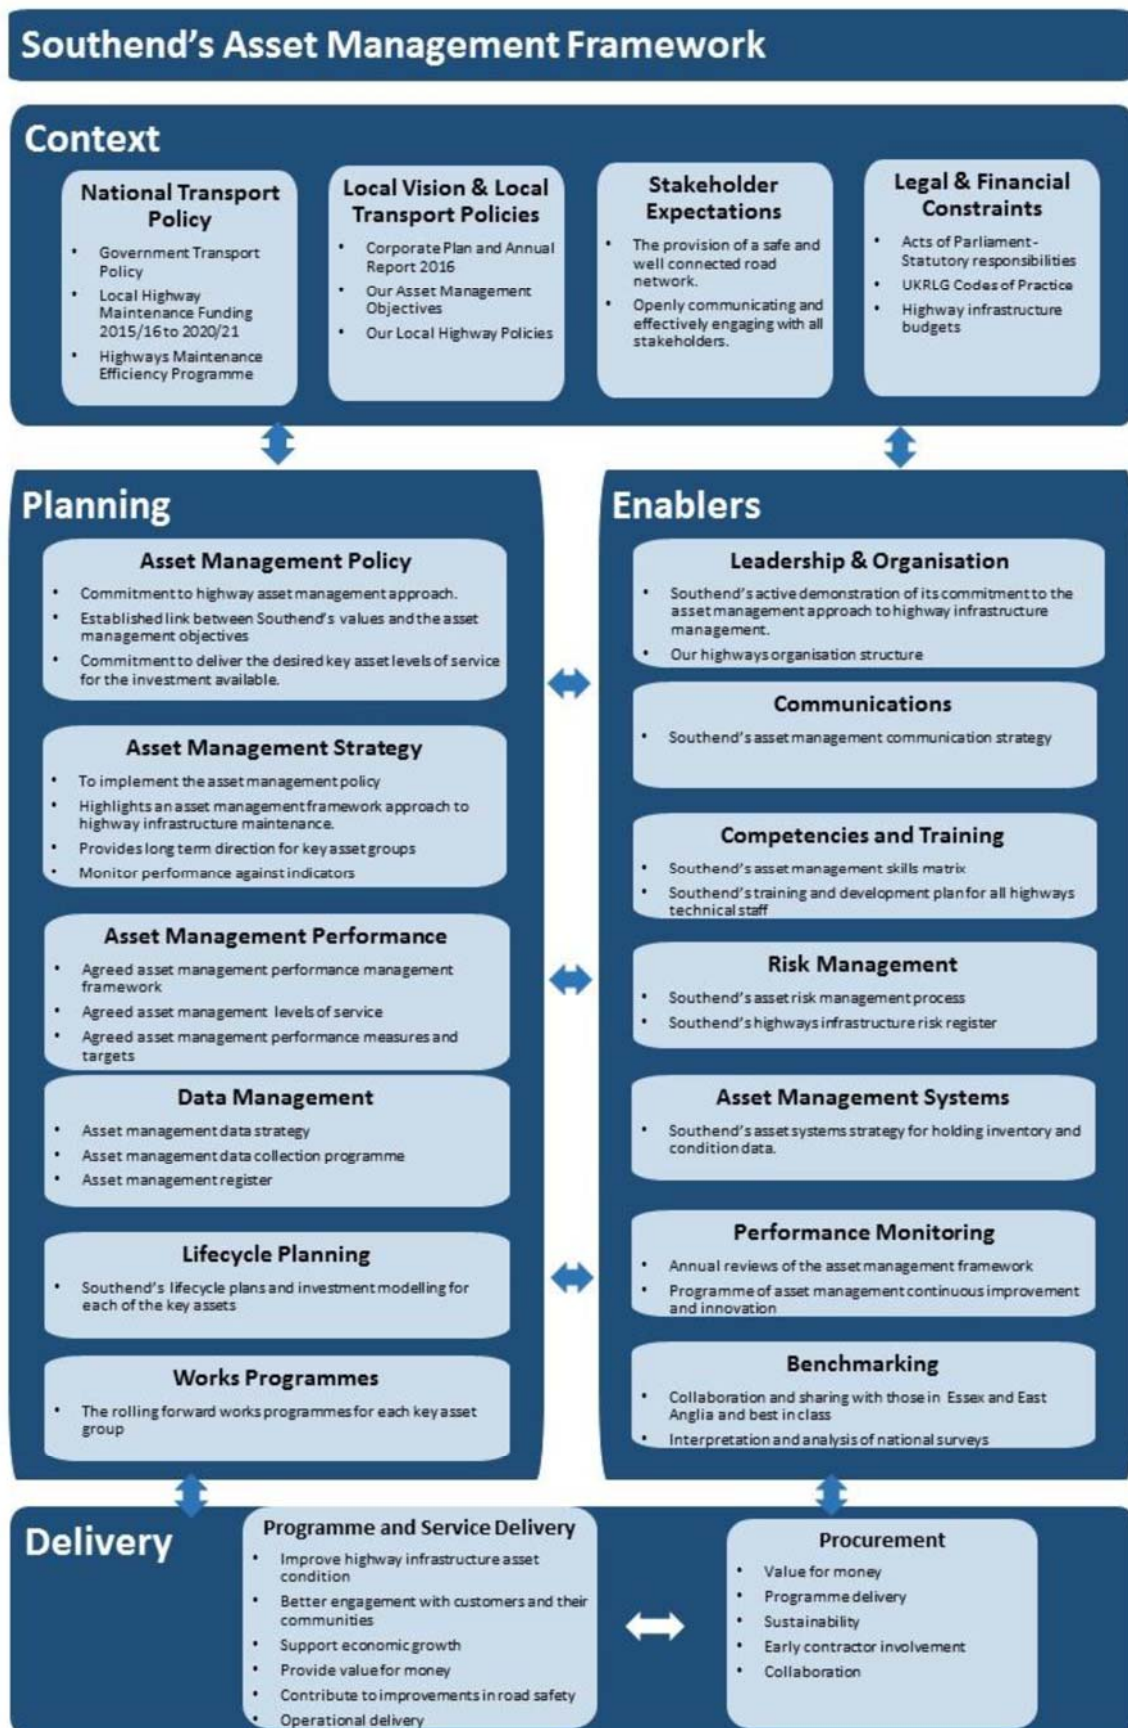 Southend's Asset Management Framework
Context
National Transport
Policy
• Government Transport
Policy
• Local Highway
Maintenance Funding
2015/16 to 2020/21
• Highways Maintenance
Efficiency Programme
Local Vision & Local
Transport Policies
• Corporate Plan and Annual
Report 2016
• Our Asset Management
Objectives
• Our Local Highway Policies
Stakeholder
Expectations
• The provision of a safe and
well connected road
network.
• Openly communicating and
effectively engaging with all
stakeholders.
Legal & Financial
Constraints
• Acts of Parliament-
Statutory responsibilities
• UKRLG Codes of Practice
• Highway infrastructure
budgets
Planning
Asset Management Policy
• Commitment to highway asset management approach.
• Established link between Southend's values and the asset
management objectives
• Commitment to deliver the desired key asset levels of service
for the investment available.
Asset Management Strategy
• To implement the asset management policy
• Highlights an asset management framework approach to
highway infrastructure maintenance.
• Provides long term direction for key asset groups
• Monitor performance against indicators
Asset Management Performance
• Agreed asset management performance management
framework
• Agreed asset management levels of service
• Agreed asset management performance measures and
targets
Data Management
• Asset management data strategy
• Asset management data collection programme
• Asset management register
Lifecycle Planning
• Southend's lifecycle plans and investment modelling for
each of the key assets
Works Programmes
• The rolling forward works programmes for each key asset
group
Enablers
Leadership & Organisation
• Southend's active demonstration of its commitment to the
asset management approach to highway infrastructure
management.
• Our highways organisation structure
Communications
• Southend's asset management communication strategy
Competencies and Training
• Southend's asset management skills matrix
• Southend's training and development plan for all highways
technical staff
Risk Management
• Southend's asset risk management process
• Southend's highways infrastructure risk register
Asset Management Systems
• Southend's asset systems strategy for holding inventory and
condition data.
Performance Monitoring
• Annual reviews of the asset management framework
• Programme of asset management continuous improvement
and innovation
Benchmarking
• Collaboration and sharing with those in Essex and East
Anglia and best in class
• Interpretation and analysis of national surveys
Delivery
Programme and Service Delivery
• Improve highway infrastructure asset
condition
• Better engagement with customers and their
communities
• Support economic growth
• Provide value for money
• Contribute to improvements in road safety
• Operational delivery
Procurement
• Value for money
• Programme delivery
• Sustainability
• Early contractor involvement
• Collaboration